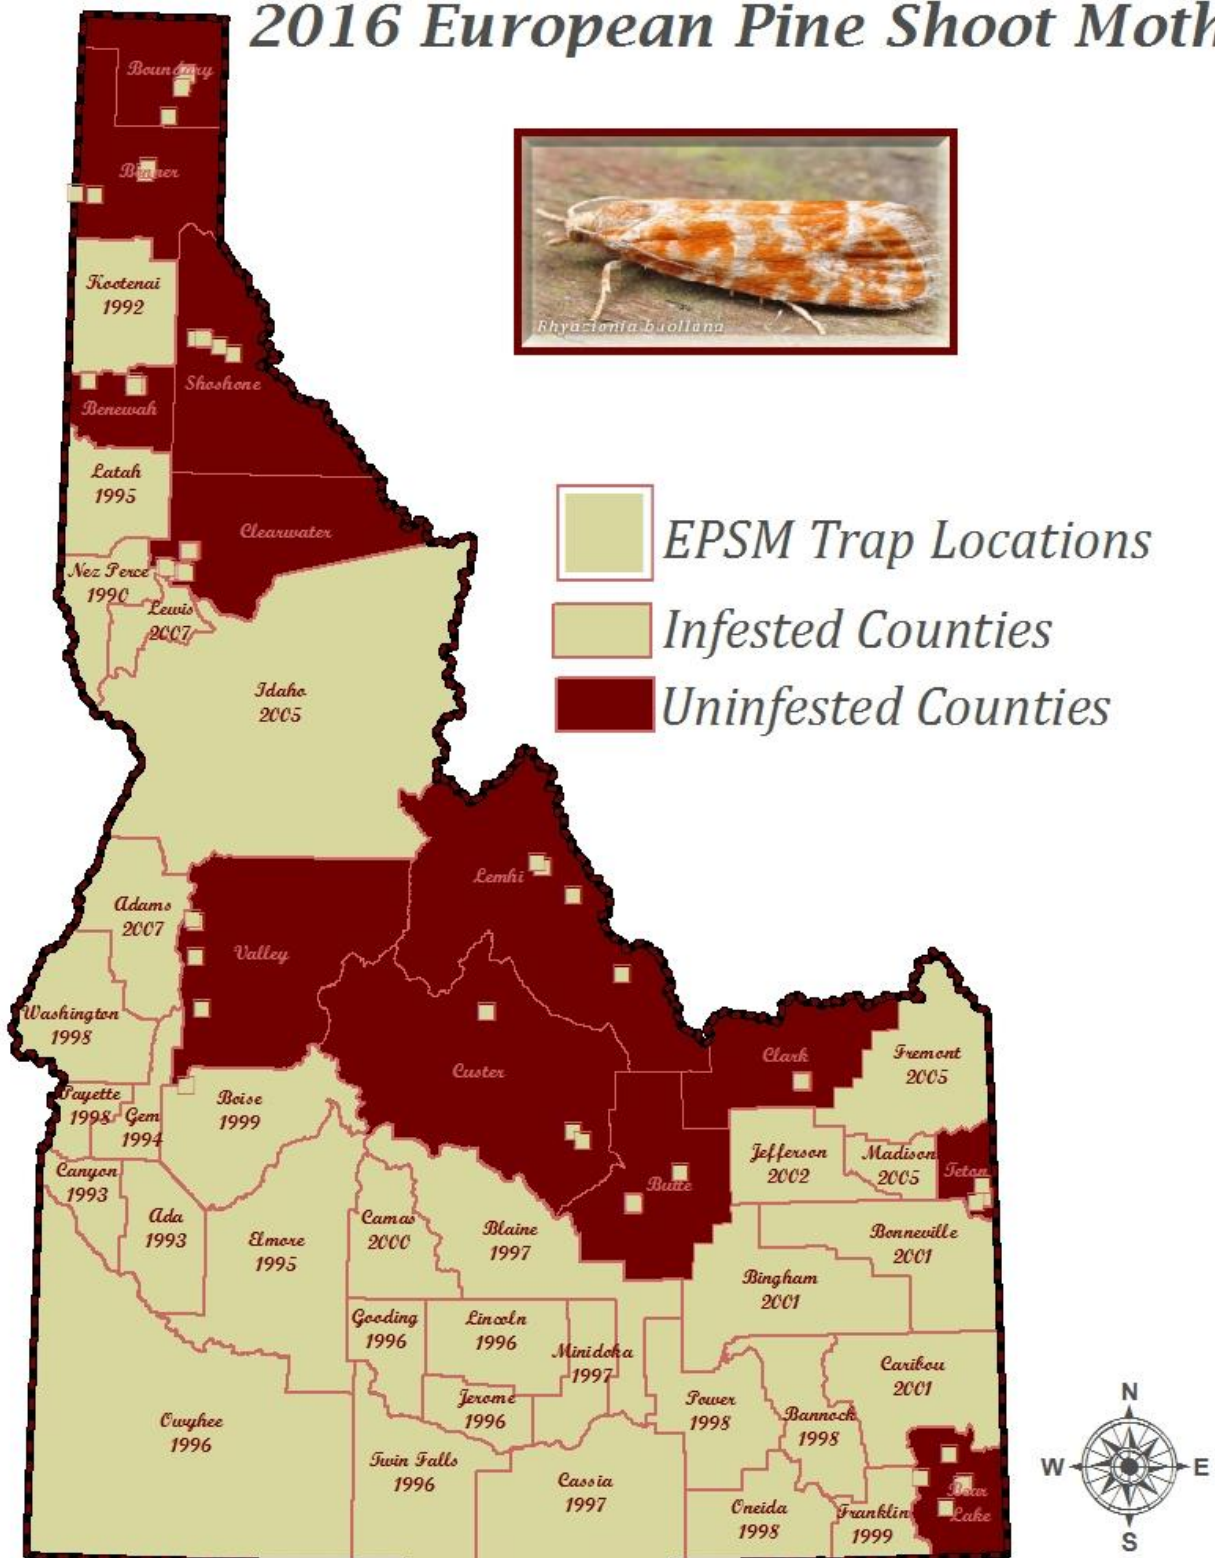 2016 European Pine Shoot Moth
Boundary
Bonner
Kootenai
1992
Rhyacionia buoliana
Shoshone
Benewah
Latah
1995
EPSM Trap Locations
Clearwater
Nez Perce
1990
Lewis
2007
Infested Counties
Idaho
2005
Uninfested Counties
Lemhi
Adams
2007
Valley
Washington
1998
Custer
Clark
Fremont
2005
Payette
1998
Gem
1994
Boise
1999
Jefferson
2002
Madison
2005
Teton
Canyon
1993
Butte
Ada
1993
Elmore
1995
Camas
2000
Blaine
1997
Bonneville
2001
Bingham
2001
Gooding
1996
Lincoln
1996
Minidoka
1997
Caribou
2001
Jerome
1996
Power
1998
Bannock
1998
Owyhee
1996
Twin Falls
1996
Cassia
1997
Bear
Lake
Oneida
1998
Franklin
1999
N
W
E
S